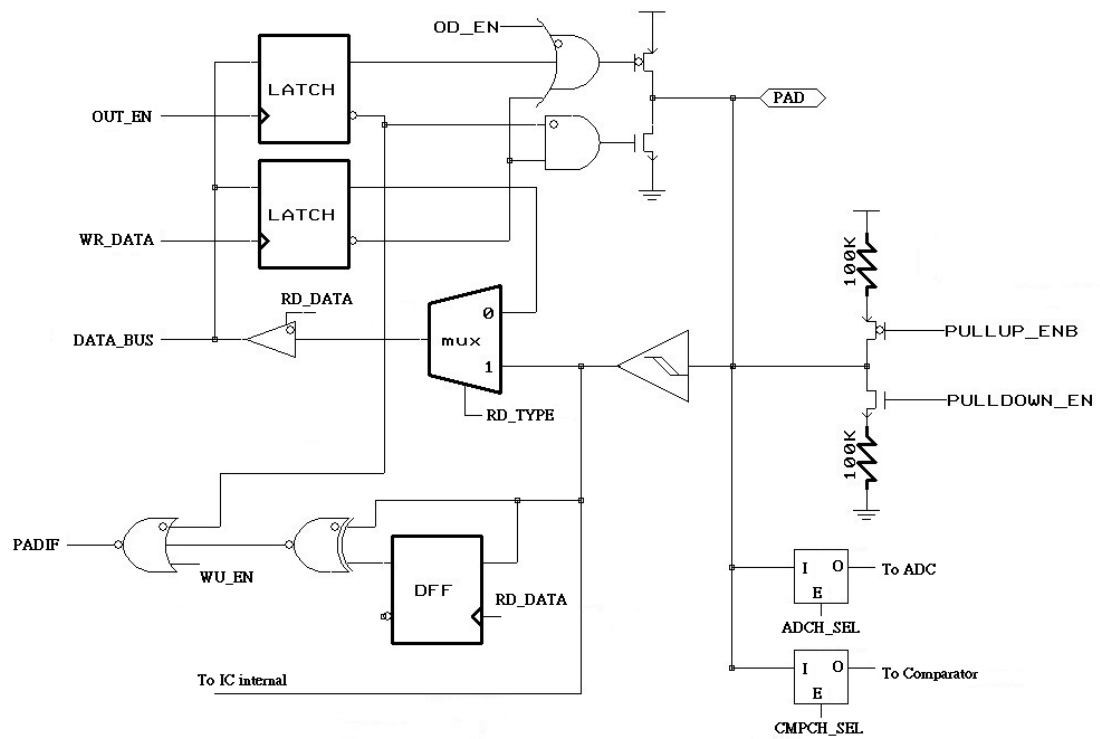 OD_EN
LATCH
PAD
OUT_EN
LATCH
WR_DATA
100K
RD_DATA
0
DATA_BUS
mux
PULLUP_ENB
1
PULLDOWN_EN
RD_TYPE
100K
PADIF
WU_EN
DFF
RD_DATA
I O
To ADC
E
ADCH_SEL
To IC internal
I O
To Comparator
E
CMPCH_SEL